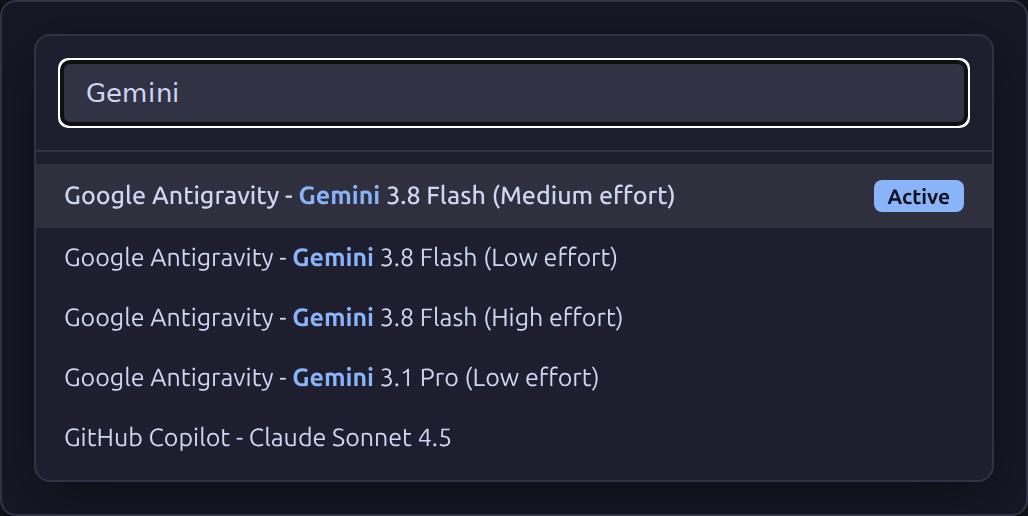 Gemini
Google Antigravity - Gemini 3.8 Flash (Medium effort)
Active
Google Antigravity - Gemini 3.8 Flash (Low effort)
Google Antigravity - Gemini 3.8 Flash (High effort)
Google Antigravity - Gemini 3.1 Pro (Low effort)
GitHub Copilot - Claude Sonnet 4.5